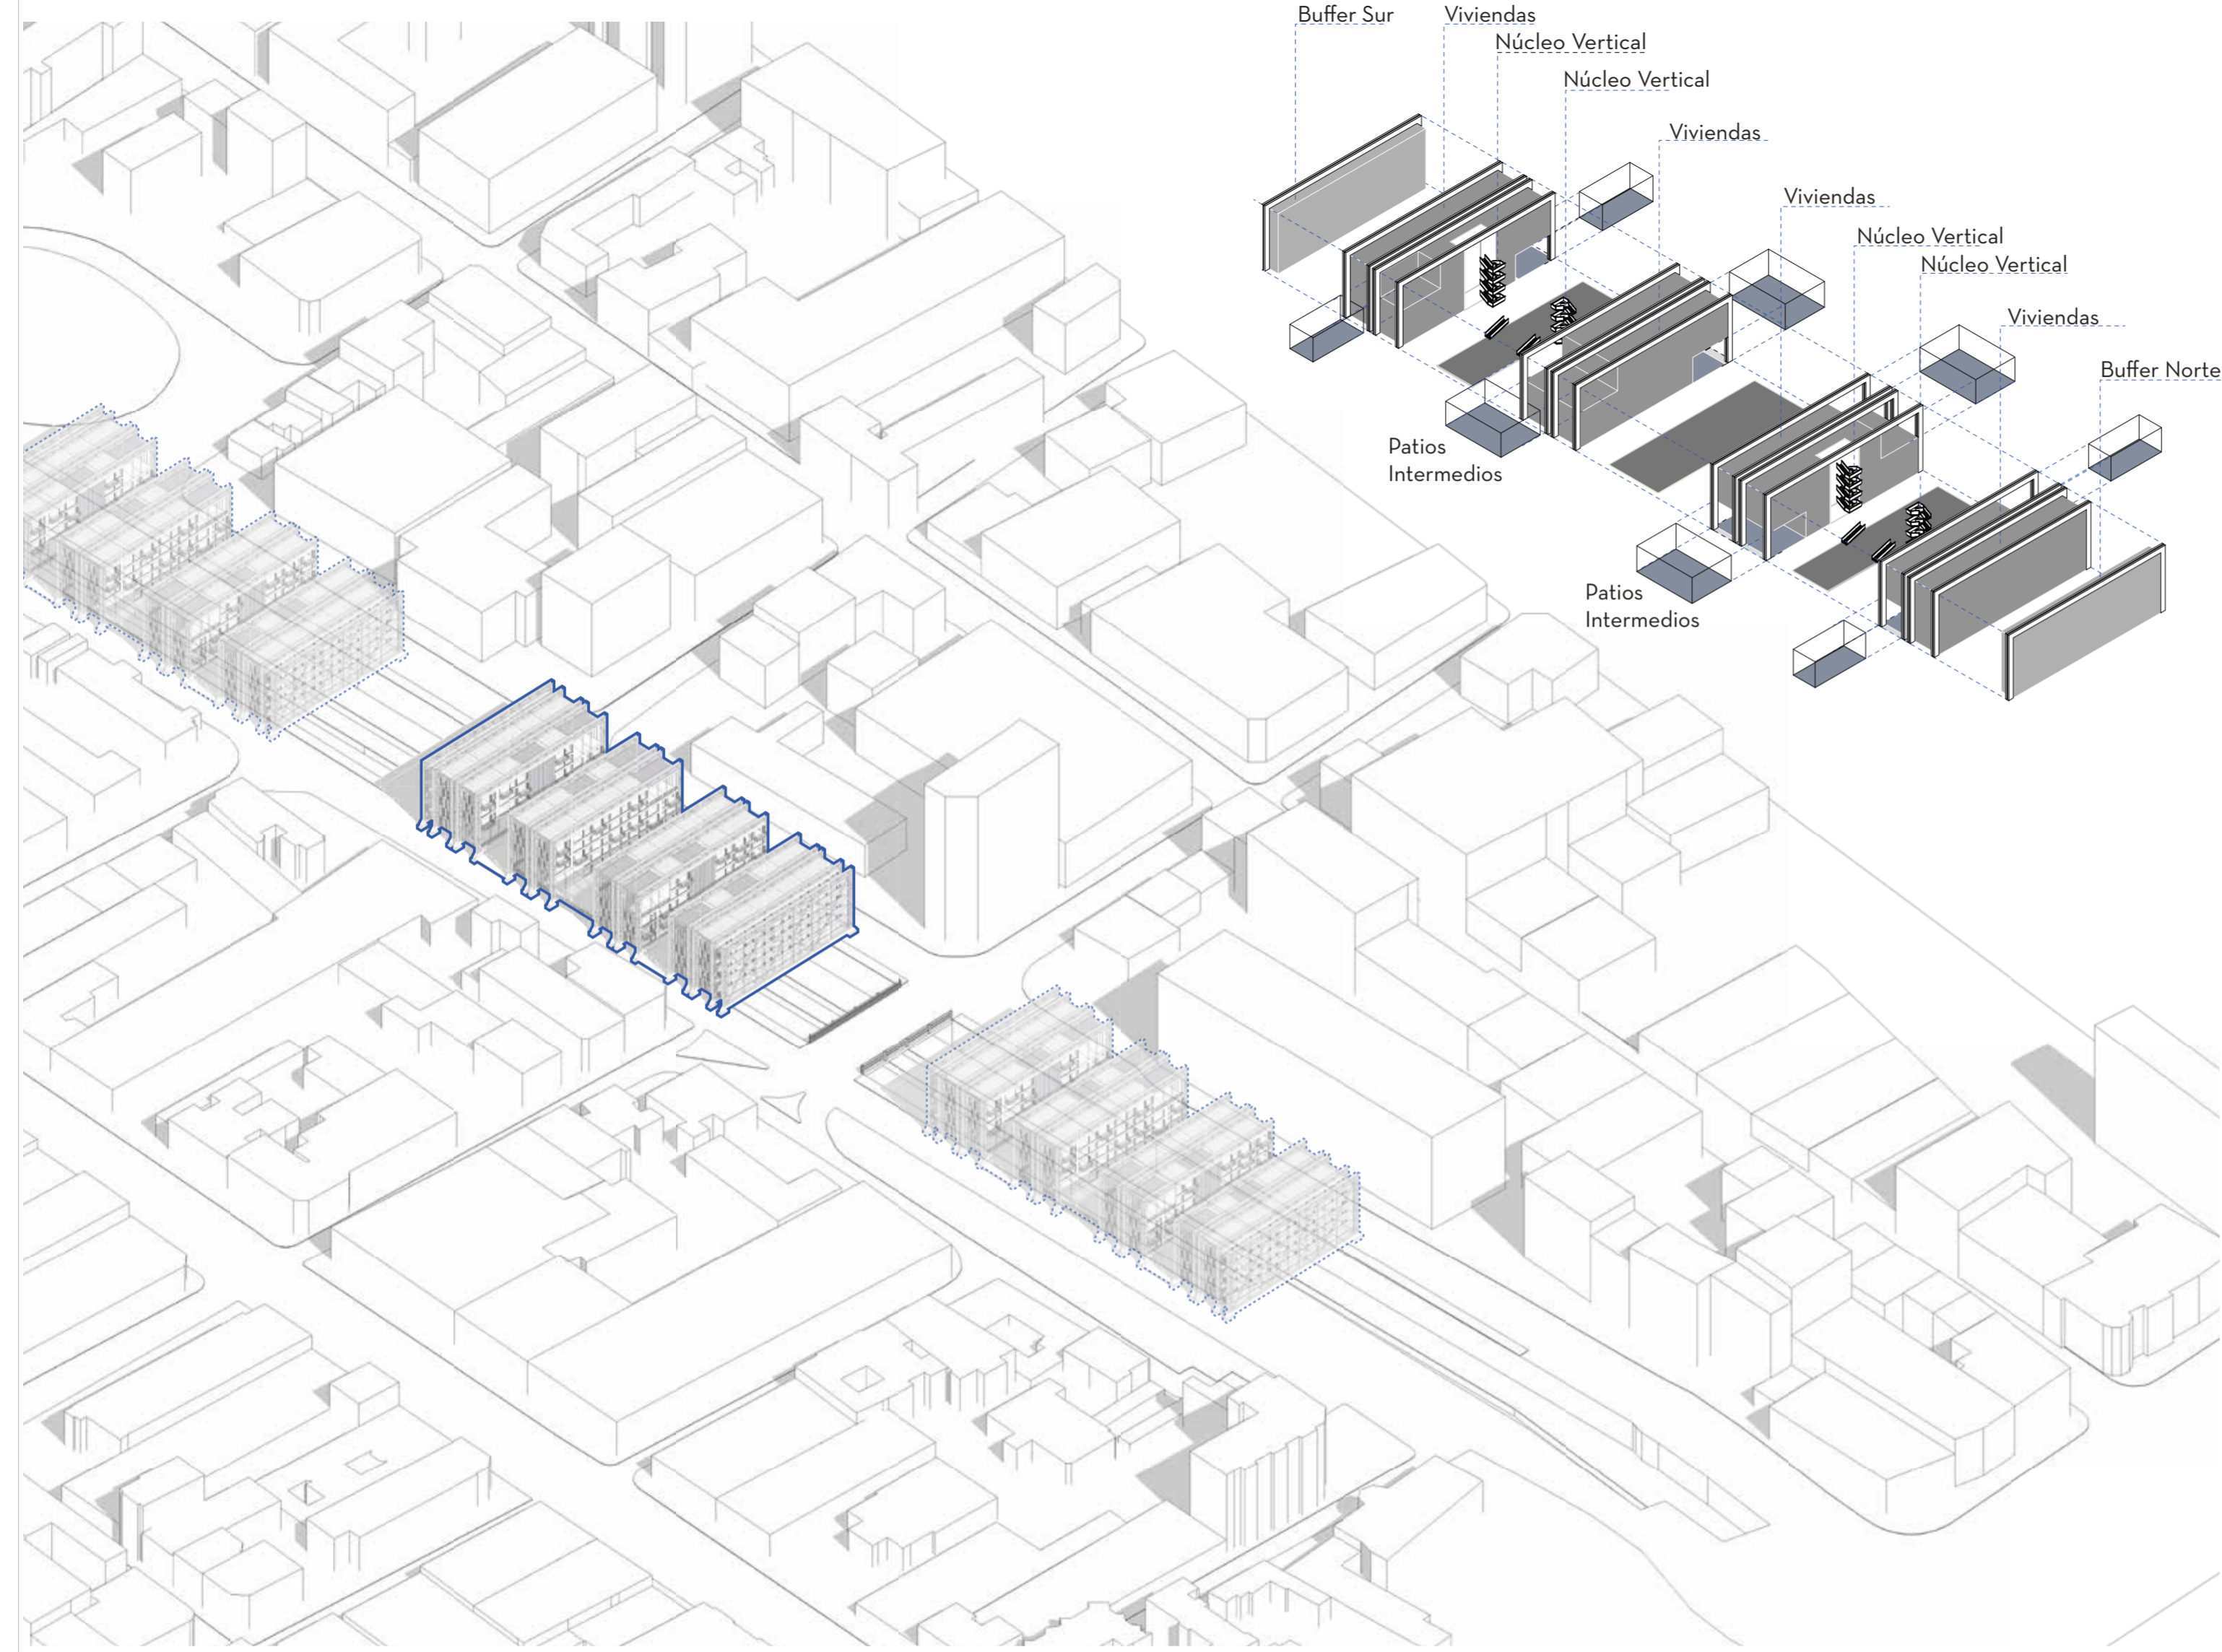 Buffer Sur
Viviendas
Núcleo Vertical
Núcleo Vertical
Viviendas
Viviendas
Núcleo Vertical
Núcleo Vertical
Viviendas
Buffer Norte
Patios
Intermedios
Patios
Intermedios